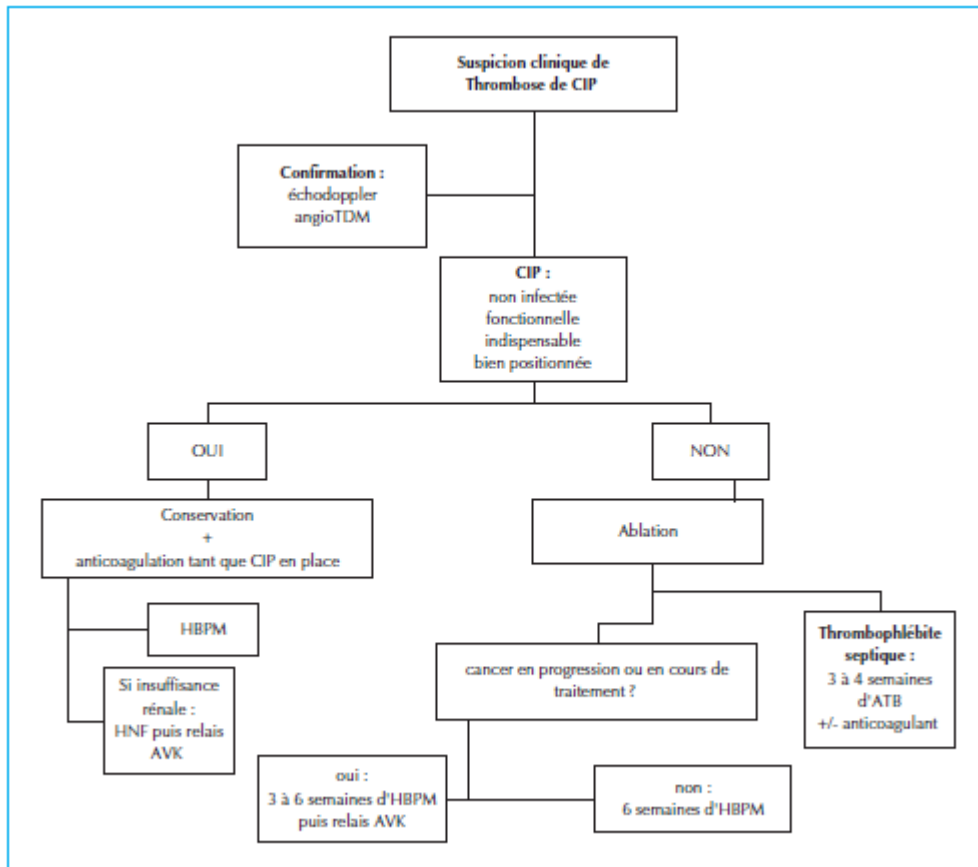 Suspicion clinique de
Thrombose de CIP
Confirmation :
échodoppler
angioTDM
CIP :
non infectée
fonctionnelle
indispensable
bien positionnée
OUI
NON
Conservation
+
anticoagulation tant que CIP en place
Ablation
HBPM
Si insuffisance
rénale :
HNF puis relais
AVK
cancer en progression ou en cours de
traitement ?
Thrombophlébite
septique :
3 à 4 semaines
d'ATB
+/- anticoagulant
oui :
3 à 6 semaines d'HBPM
puis relais AVK
non :
6 semaines d'HBPM